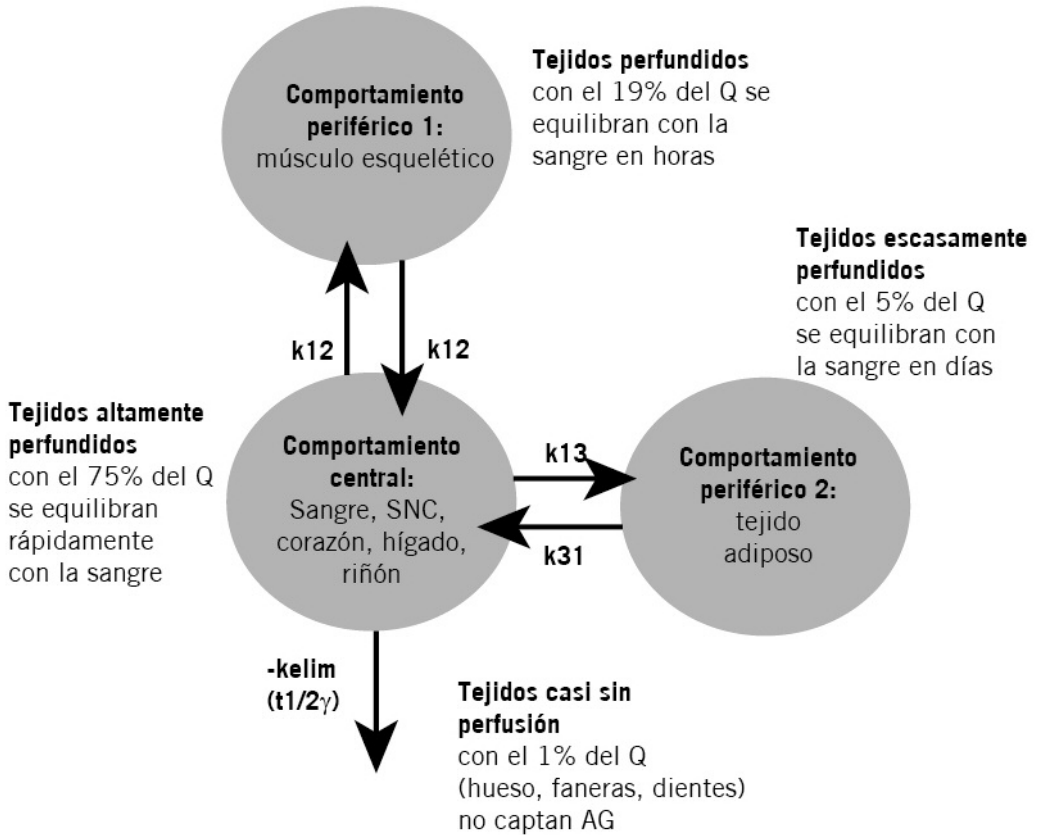 Comportamiento
periférico 1:
músculo esquelético
Tejidos perfundidos
con el 19% del Q se
equilibran con la
sangre en horas
Tejidos escasamente
perfundidos
con el 5% del Q
se equilibran con
la sangre en días
k12
k12
Tejidos altamente
perfundidos
con el 75% del Q
se equilibran
rápidamente
con la sangre
Comportamiento
central:
Sangre, SNC,
corazón, hígado,
riñón
k13
k31
Comportamiento
periférico 2:
tejido
adiposo
-kelim
(t1/2γ)
Tejidos casi sin
perfusión
con el 1% del Q
(hueso, faneras, dientes)
no captan AG